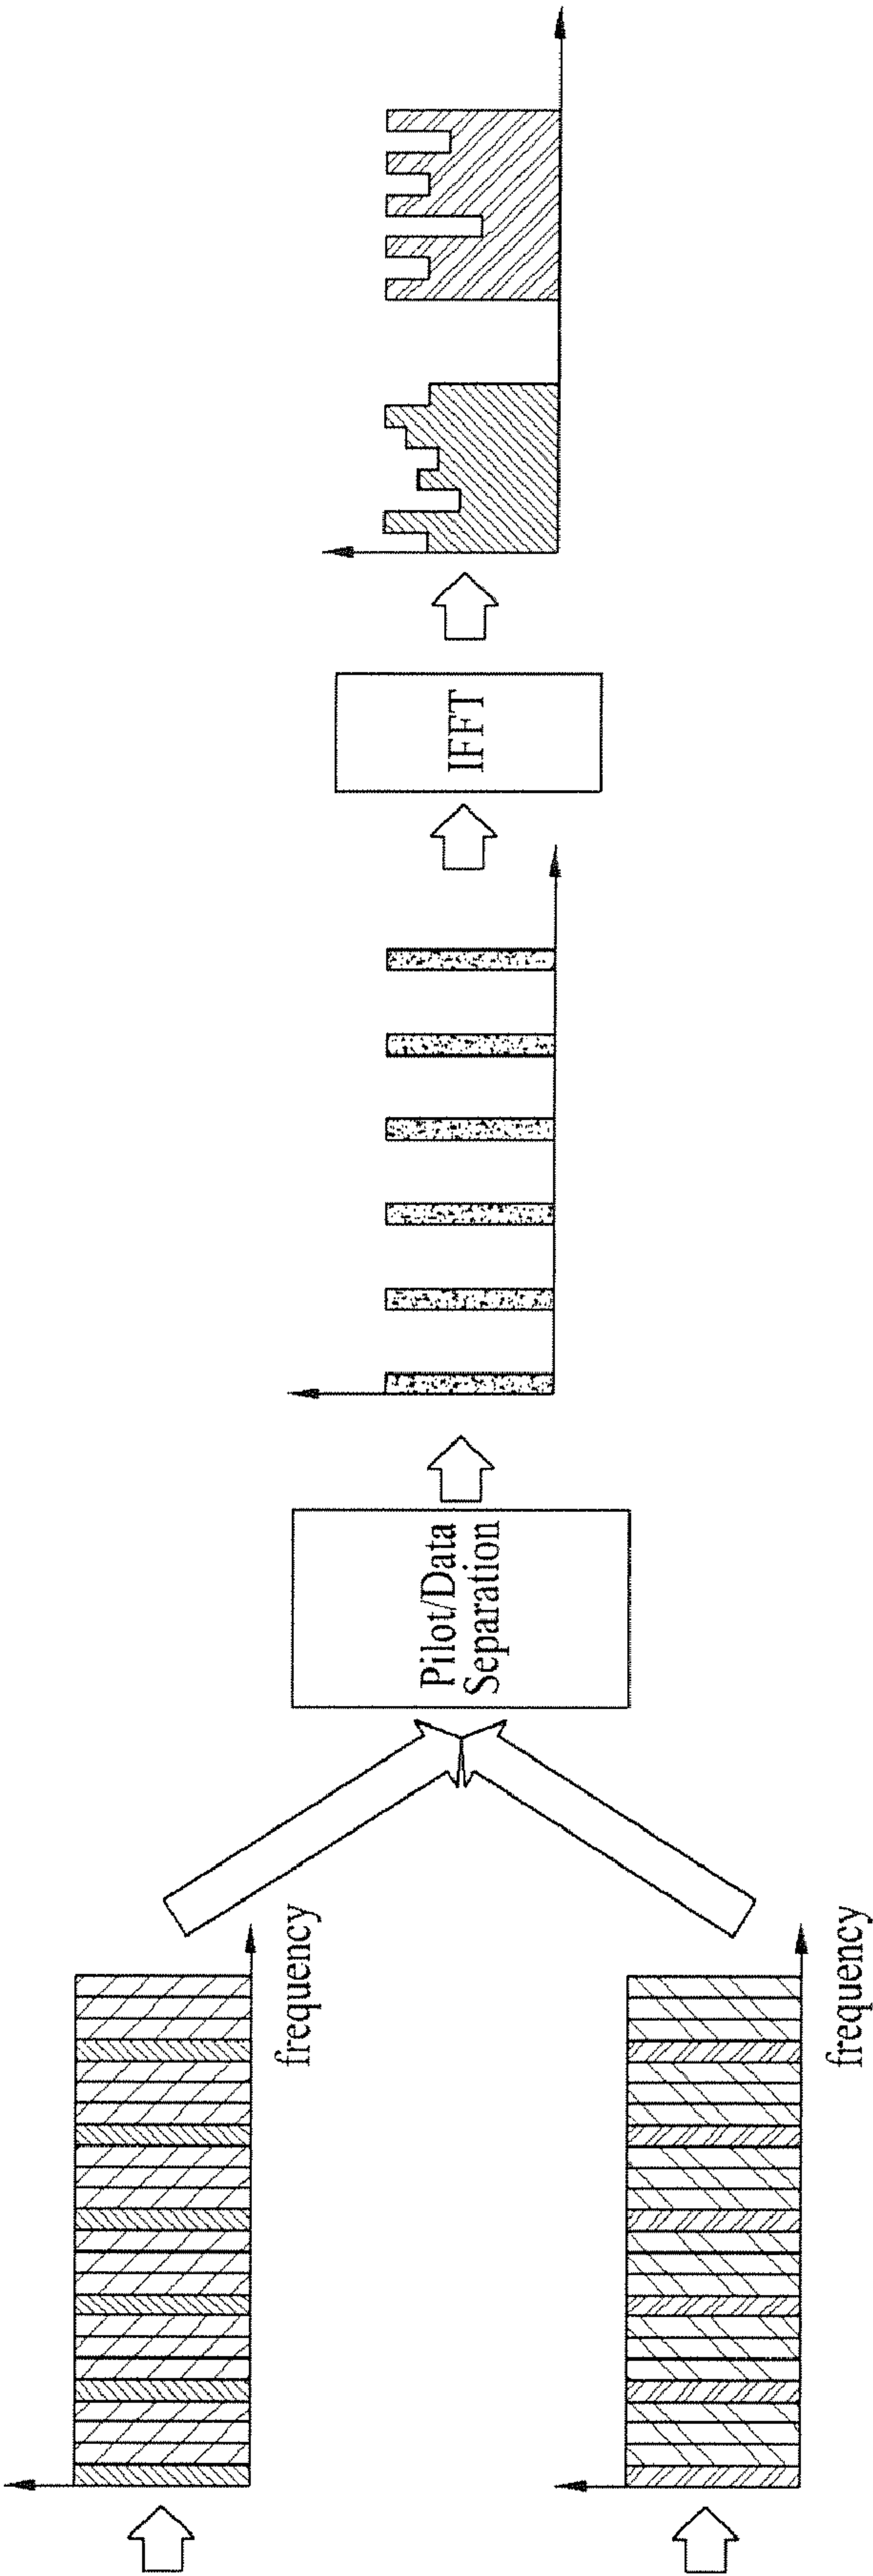 frequency
frequency
Pilot/Data
Separation
IFFT